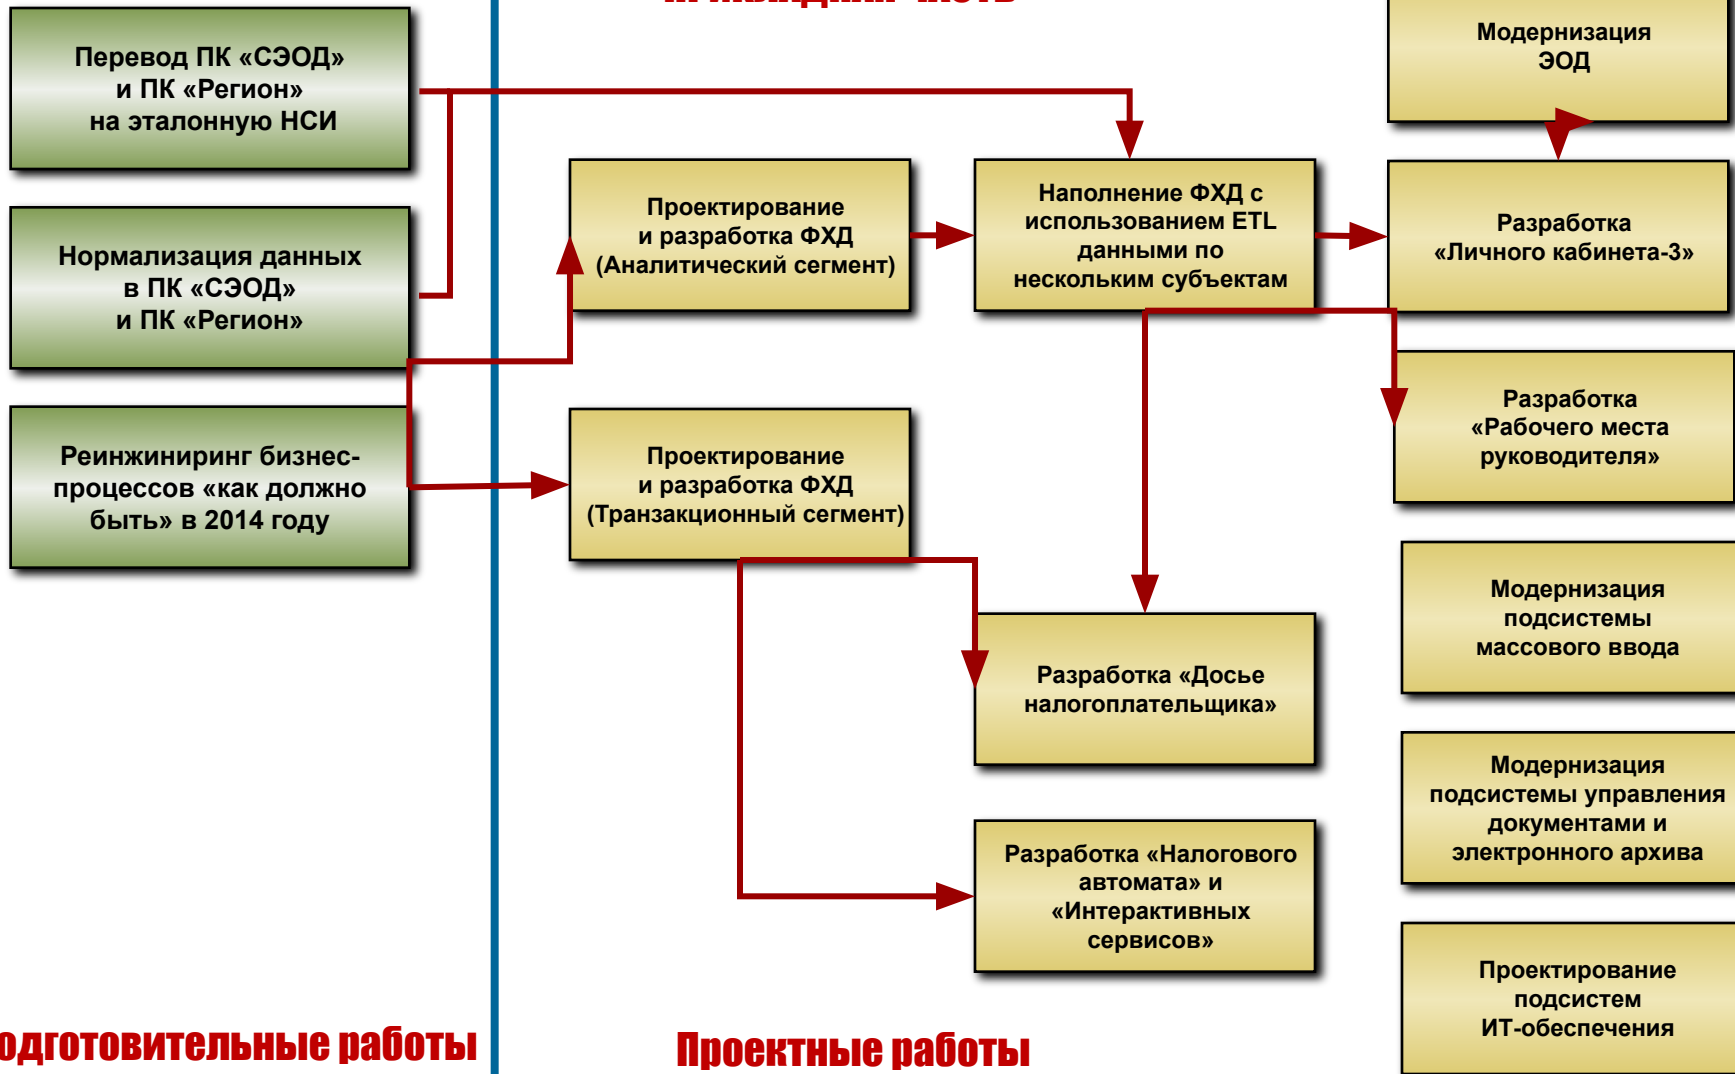 Перевод ПК «СЭОД»
и ПК «Регион»
на эталонную НСИ
Нормализация данных
в ПК «СЭОД»
и ПК «Регион»
Реинжиниринг бизнес-
процессов «как должно
быть» в 2014 году
Проектирование
и разработка ФХД
(Аналитический сегмент)
Проектирование
и разработка ФХД
(Транзакционный сегмент)
Наполнение ФХД с
использованием ETL
данными по
нескольким субъектам
Разработка «Досье
налогоплательщика»
Разработка «Налогового
автомата» и
«Интерактивных
сервисов»
Модернизация
ЭОД
Разработка
«Личного кабинета-3»
Разработка
«Рабочего места
руководителя»
Модернизация
подсистемы
массового ввода
Модернизация
подсистемы управления
документами и
электронного архива
Проектирование
подсистем
ИТ-обеспечения
одготовительные работы
Проектные работы